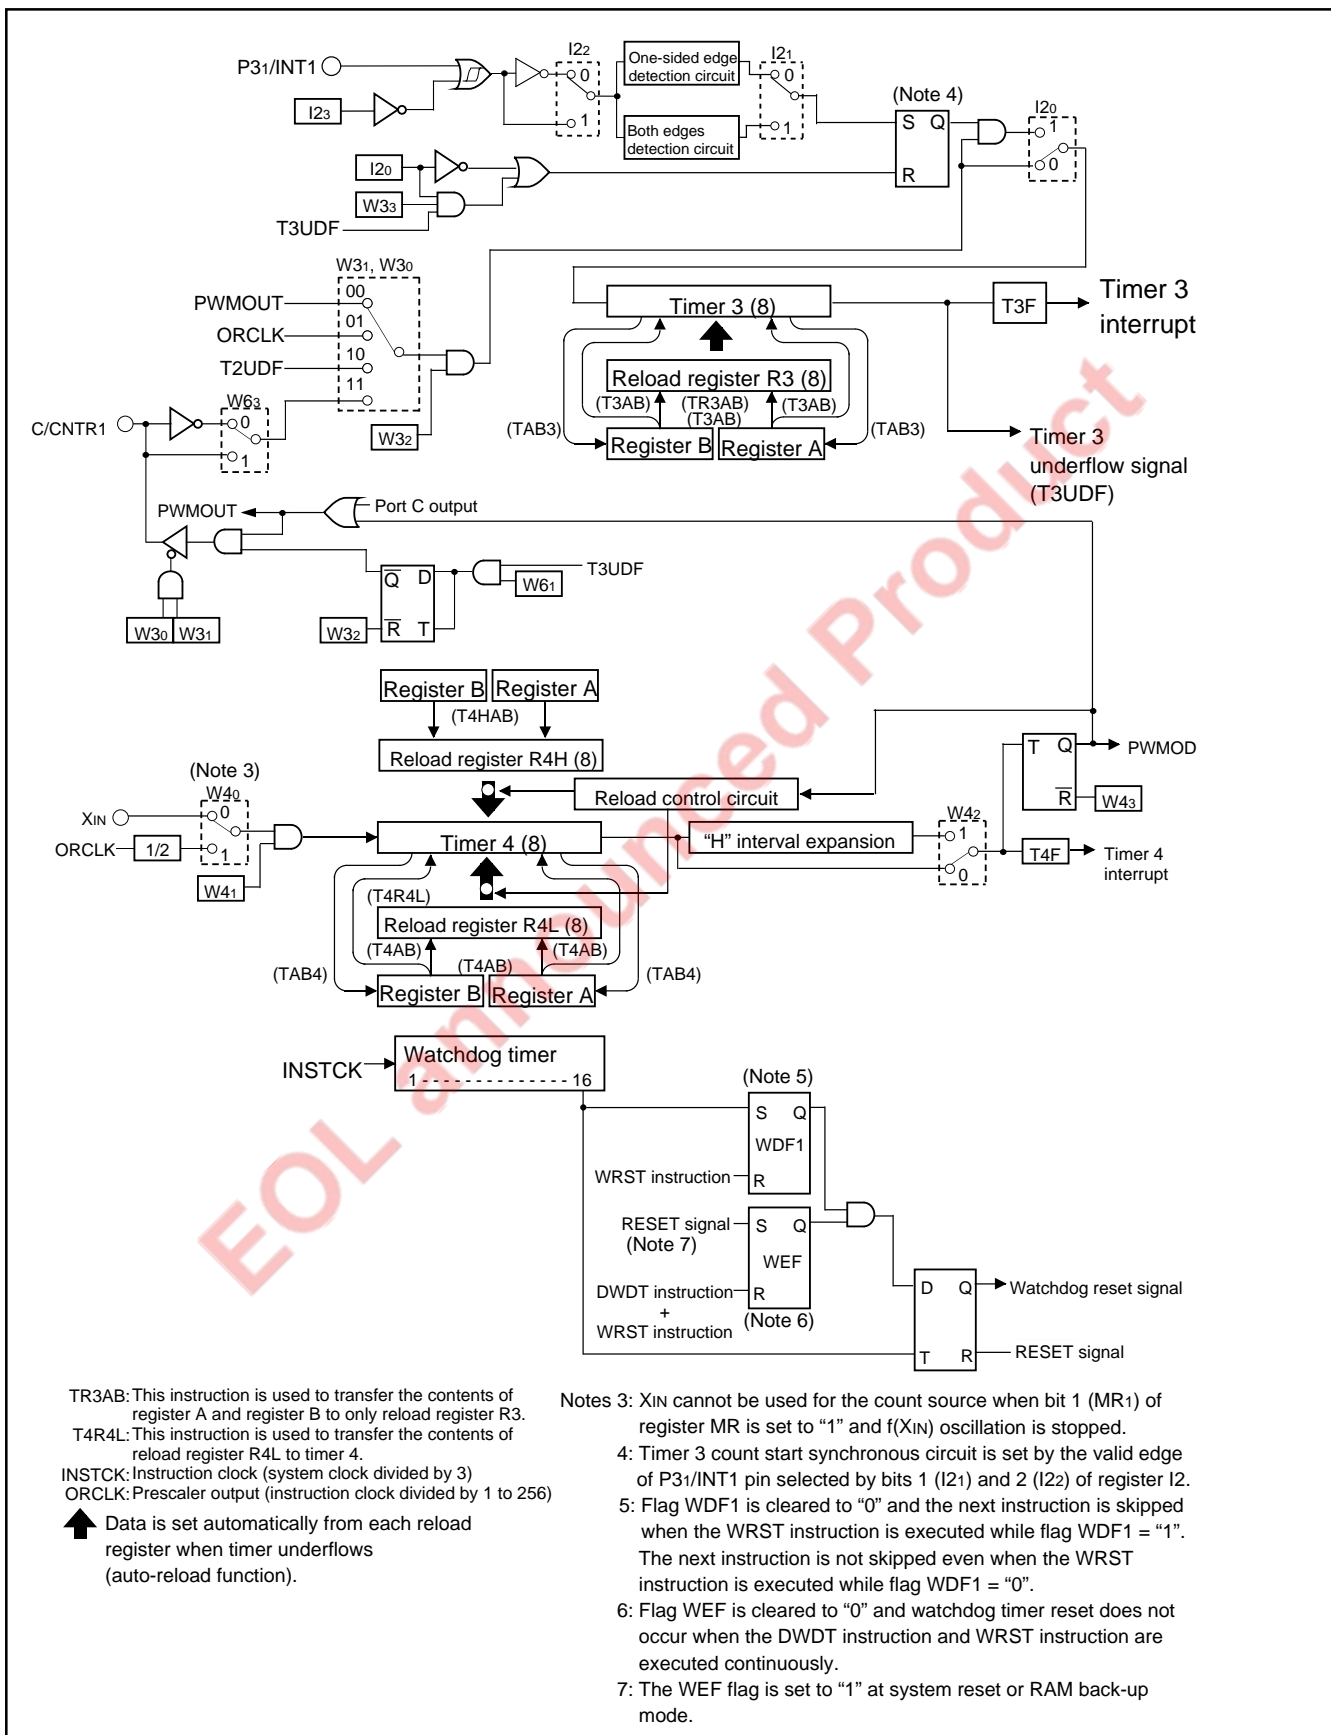 P31/INT1
I22
One-sided edge
detection circuit
I21
0
0
1
1
I23
Both edges
detection circuit
(Note 4)
S Q
R
I20
1
0
I20
W33
T3UDF
W31, W30
PWMOUT
00
ORCLK
01
T2UDF
10
11
W32
Timer 3 (8)
T3F
Timer 3
interrupt
Reload register R3 (8)
(T3AB)
(TR3AB)
(T3AB)
(T3AB)
(TAB3)
Register B
Register A
(TAB3)
Timer 3
underflow signal
(T3UDF)
C/CNTR1
W63
0
1
PWMOUT
Port C output
T3UDF
W61
Q D
R T
W32
W30
W31
Register B
Register A
(T4HAB)
Reload register R4H (8)
Reload control circuit
T Q
R
PWMOD
W43
(Note 3)
W40
XIN
0
1
ORCLK
1/2
W41
Timer 4 (8)
“H” interval expansion
W42
1
0
T4F
Timer 4
interrupt
(T4R4L)
Reload register R4L (8)
(T4AB)
(T4AB)
(T4AB)
(TAB4)
Register B
Register A
(TAB4)
INSTCK
Watchdog timer
1 - - - - - - - - - - - - - - 16
(Note 5)
S Q
WDF1
R
WRST instruction
RESET signal
(Note 7)
S Q
WEF
R
DWDT instruction
+
WRST instruction
(Note 6)
D Q
T R
Watchdog reset signal
RESET signal
TR3AB: This instruction is used to transfer the contents of
register A and register B to only reload register R3.
T4R4L: This instruction is used to transfer the contents of
reload register R4L to timer 4.
INSTCK: Instruction clock (system clock divided by 3)
ORCLK: Prescaler output (instruction clock divided by 1 to 256)
Data is set automatically from each reload
register when timer underflows
(auto-reload function).
Notes 3: XIN cannot be used for the count source when bit 1 (MR1) of
register MR is set to “1” and f(XIN) oscillation is stopped.
4: Timer 3 count start synchronous circuit is set by the valid edge
of P31/INT1 pin selected by bits 1 (I21) and 2 (I22) of register I2.
5: Flag WDF1 is cleared to “0” and the next instruction is skipped
when the WRST instruction is executed while flag WDF1 = “1”.
The next instruction is not skipped even when the WRST
instruction is executed while flag WDF1 = “0”.
6: Flag WEF is cleared to “0” and watchdog timer reset does not
occur when the DWDT instruction and WRST instruction are
executed continuously.
7: The WEF flag is set to “1” at system reset or RAM back-up
mode.
EOL announced Product